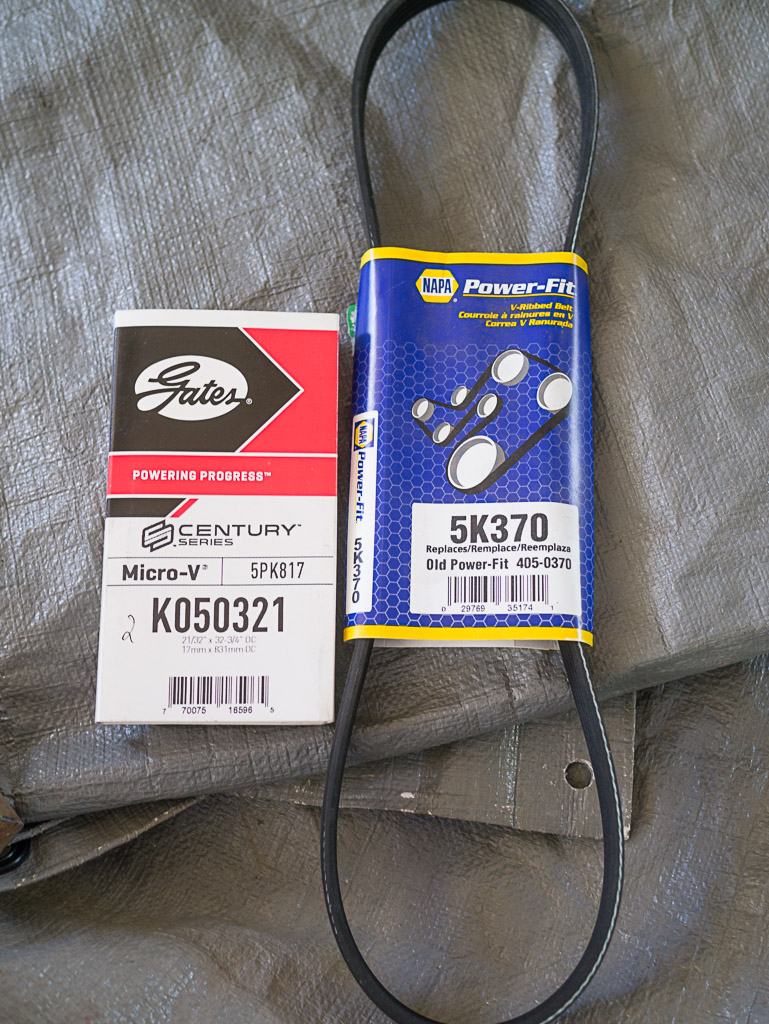 Gates®
POWERING PROGRESS™
CENTURY™
SERIES
Micro-V® 5PK817
2
K050321
21/32" x 32-3/4" OC
17mm x 831mm OC
7 70075 16596 5
NAPA® Power-Fit
V-Ribbed Belt
Courroie à rainures en V
Correa V Ranurada
5K370
Replaces/Remplace/Reemplaza
Old Power-Fit 405-0370
0 29769 35174 1
NAPA Power-Fit 5K370